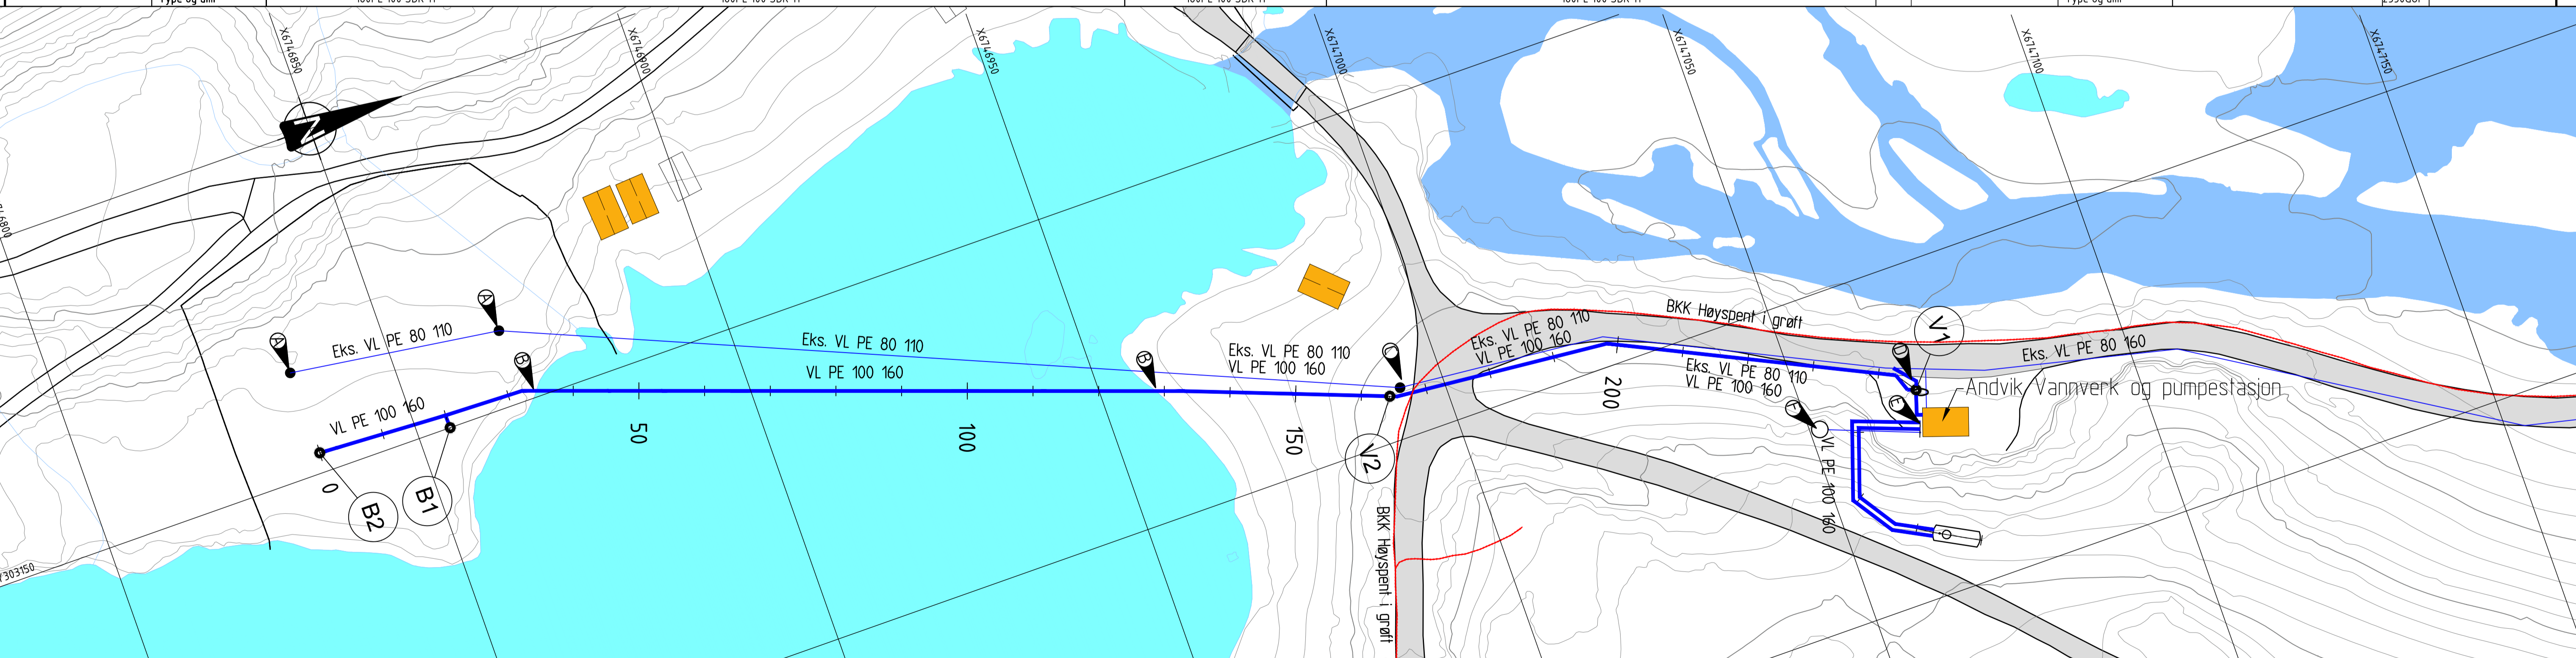 Type og dim
X6746850
X6746900
X6746950
X6747000
X6747050
X6747100
X6747150
N
A
A
B
B
C
D
E
F
Eks. VL PE 80 110
Eks. VL PE 80 110
VL PE 100 160
VL PE 100 160
Eks. VL PE 80 110
VL PE 100 160
Eks. VL PE 80 110
VL PE 100 160
BKK Høyspent i grøft
Eks. VL PE 80 110
VL PE 100 160
Eks. VL PE 80 160
V1
Andvik Vannverk og pumpestasjon
VL PE 100 160
BKK Høyspent i grøft
V2
B1
B2
0
50
100
150
200